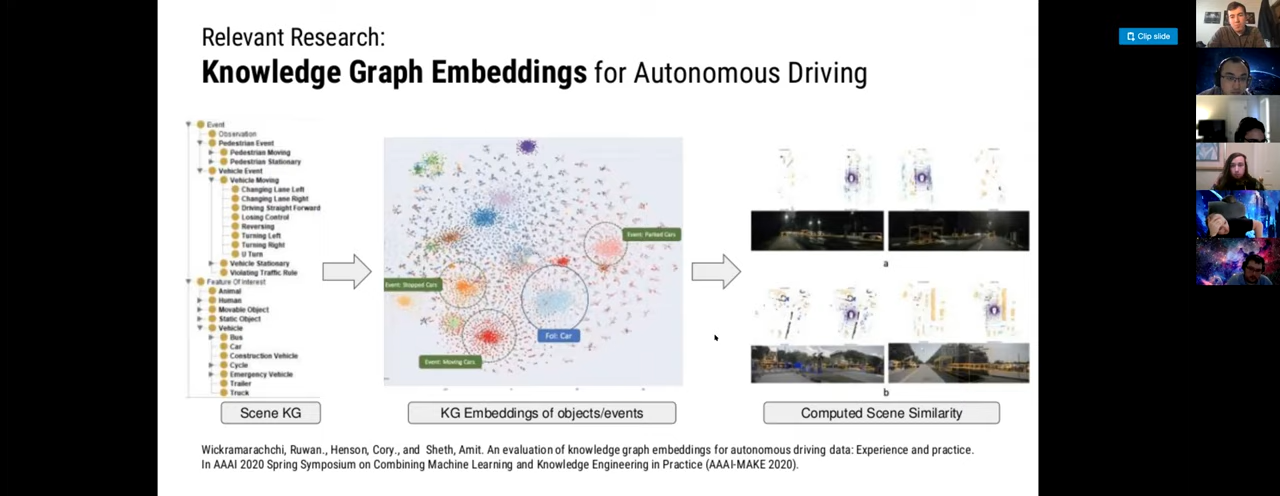 Relevant Research:
Knowledge Graph Embeddings for Autonomous Driving
Clip slide
Event
Observation
Pedestrian Event
Pedestrian Moving
Pedestrian Stationary
Vehicle Event
Vehicle Moving
Changing Lane Left
Changing Lane Right
Driving Straight Forward
Losing Control
Reversing
Turning Left
Turning Right
U Turn
Vehicle Stationary
Violating Traffic Rule
Feature Of Interest
Animal
Human
Movable Object
Static Object
Vehicle
Bus
Car
Construction Vehicle
Cycle
Emergency Vehicle
Trailer
Truck
Event: Parked Cars
Event: Stopped Cars
FoI: Car
Event: Moving Cars
a
b
Scene KG
KG Embeddings of objects/events
Computed Scene Similarity
Wickramarachchi, Ruwan., Henson, Cory., and Sheth, Amit. An evaluation of knowledge graph embeddings for autonomous driving data: Experience and practice.
In AAAI 2020 Spring Symposium on Combining Machine Learning and Knowledge Engineering in Practice (AAAI-MAKE 2020).